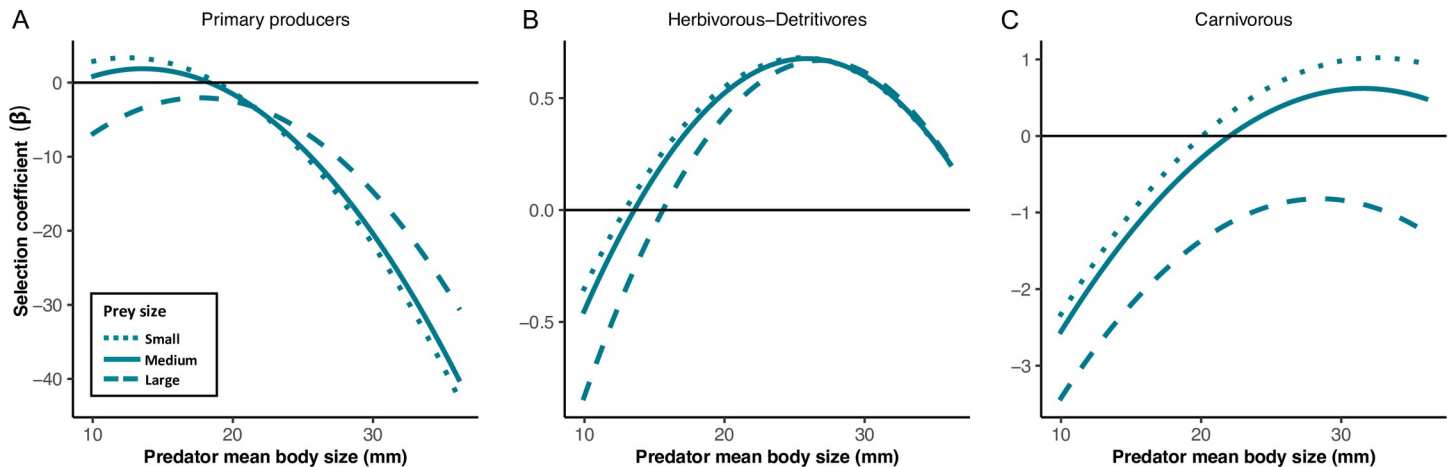 A
Primary producers
Selection coefficient (β)
0
−10
−20
−30
−40
Prey size
Small
Medium
Large
10
20
30
Predator mean body size (mm)
B
Herbivorous−Detritivores
0.5
0.0
−0.5
10
20
30
Predator mean body size (mm)
C
Carnivorous
1
0
−1
−2
−3
10
20
30
Predator mean body size (mm)